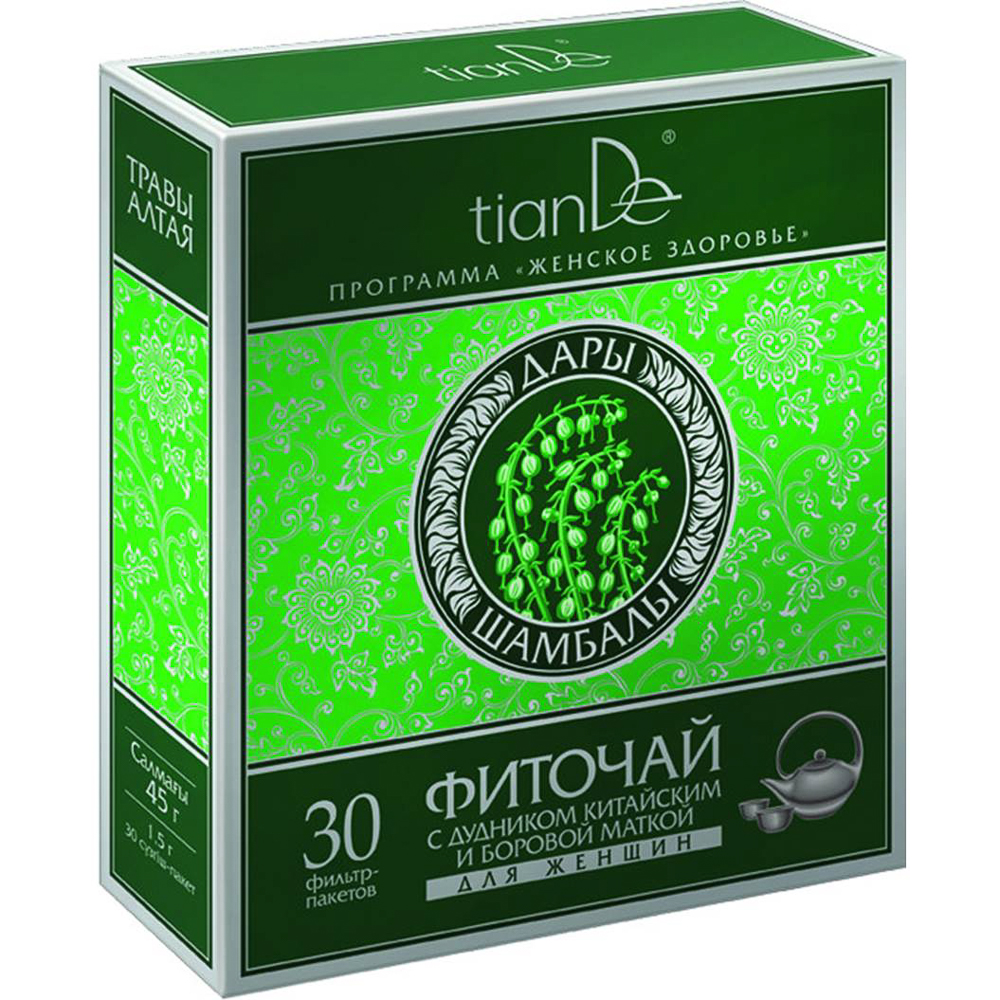 tianDe®
tianDe®
ПРОГРАММА «ЖЕНСКОЕ ЗДОРОВЬЕ»
ДАРЫ
ШАМБАЛЫ
30
фильтр-
пакетов
ФИТОЧАЙ
С ДУДНИКОМ КИТАЙСКИМ
И БОРОВОЙ МАТКОЙ
ДЛЯ ЖЕНЩИН
ТРАВЫ
АЛТАЯ
Салмағы
45 г
1.5 г
30 сүзгіш-пакет